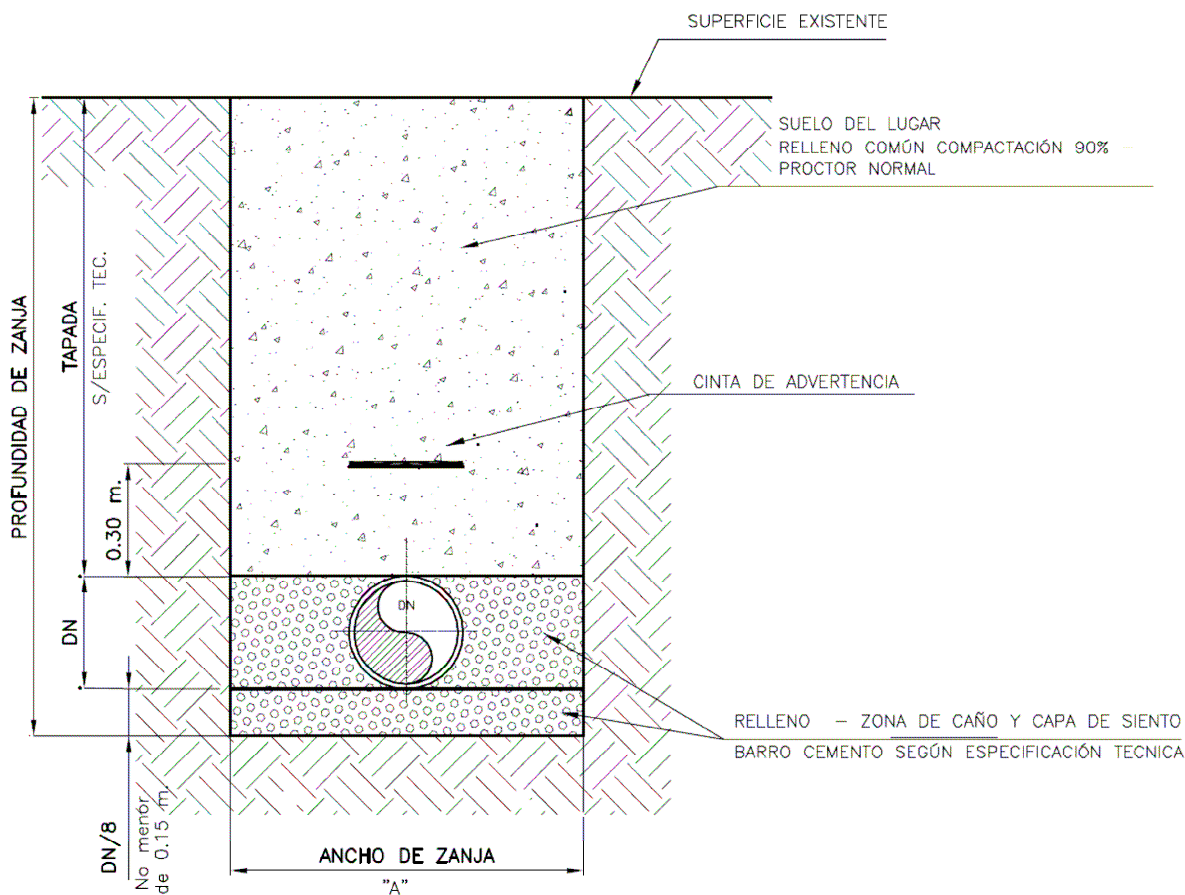 SUPERFICIE EXISTENTE
SUELO DEL LUGAR
RELLENO COMÚN COMPACTACIÓN 90%
PROCTOR NORMAL
CINTA DE ADVERTENCIA
PROFUNDIDAD DE ZANJA
TAPADA
S/ESPECIF. TEC.
0.30 m.
DN
DN
RELLENO – ZONA DE CAÑO Y CAPA DE SIENTO
BARRO CEMENTO SEGÚN ESPECIFICACIÓN TECNICA
DN/8
No menor
de 0.15 m.
ANCHO DE ZANJA
"A"